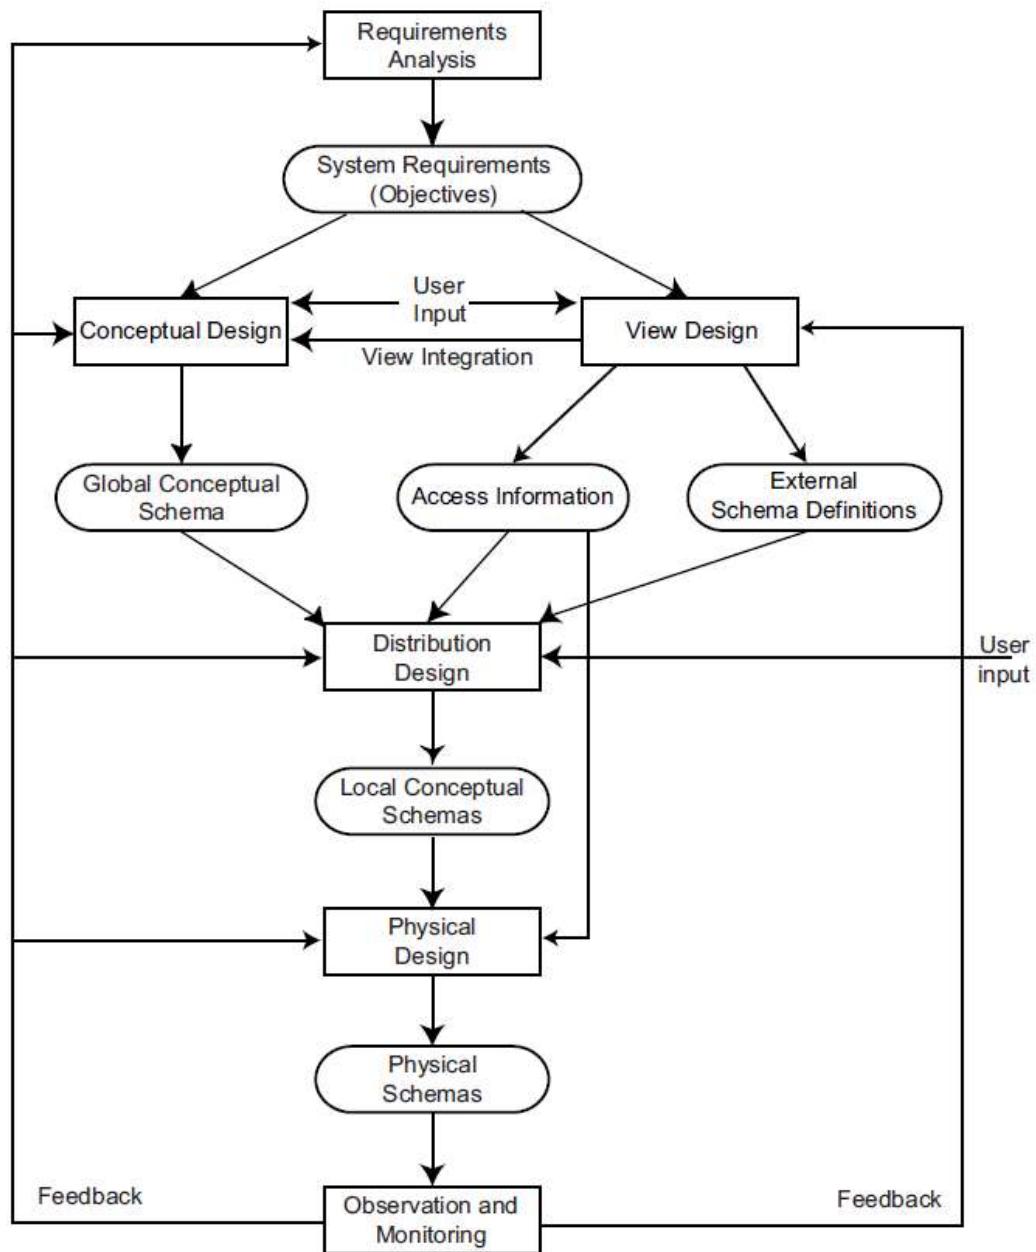 Requirements
Analysis
System Requirements
(Objectives)
User
Input
Conceptual Design
View Design
View Integration
Global Conceptual
Schema
Access Information
External
Schema Definitions
Distribution
Design
User
input
Local Conceptual
Schemas
Physical
Design
Physical
Schemas
Feedback
Observation and
Monitoring
Feedback